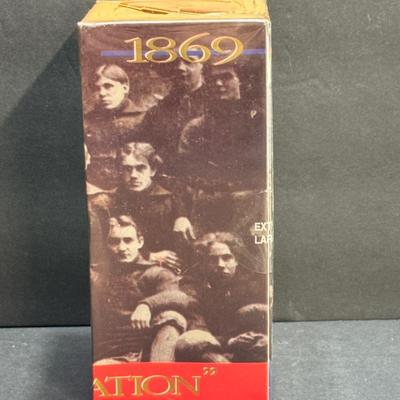 1869
P
EXT
LAR
ATION"